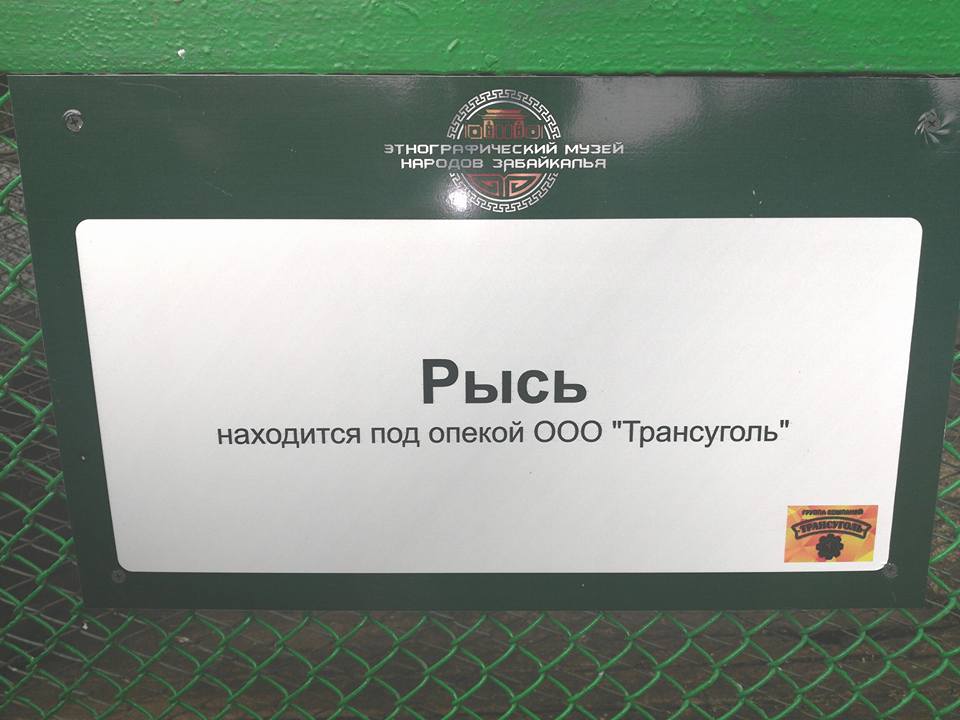 ЭТНОГРАФИЧЕСКИЙ МУЗЕЙ
НАРОДОВ ЗАБАЙКАЛЬЯ
Рысь
находится под опекой ООО "Трансуголь"
ГРУППА КОМПАНИЙ
ТРАНСУГОЛЬ